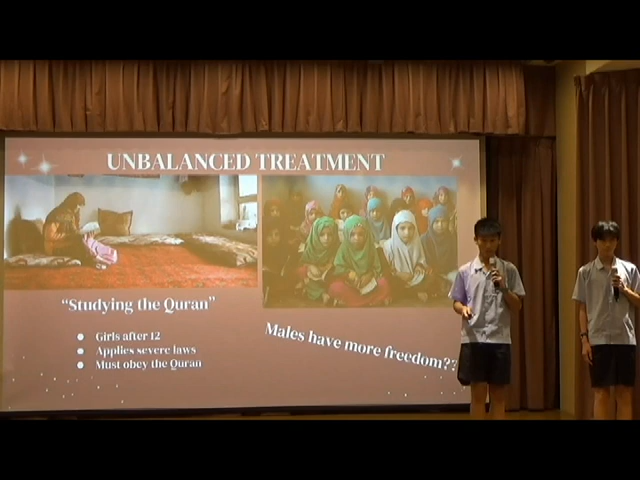 UNBALANCED TREATMENT
“Studying the Quran”
Girls after 12
Applies severe laws
Must obey the Quran
Males have more freedom??